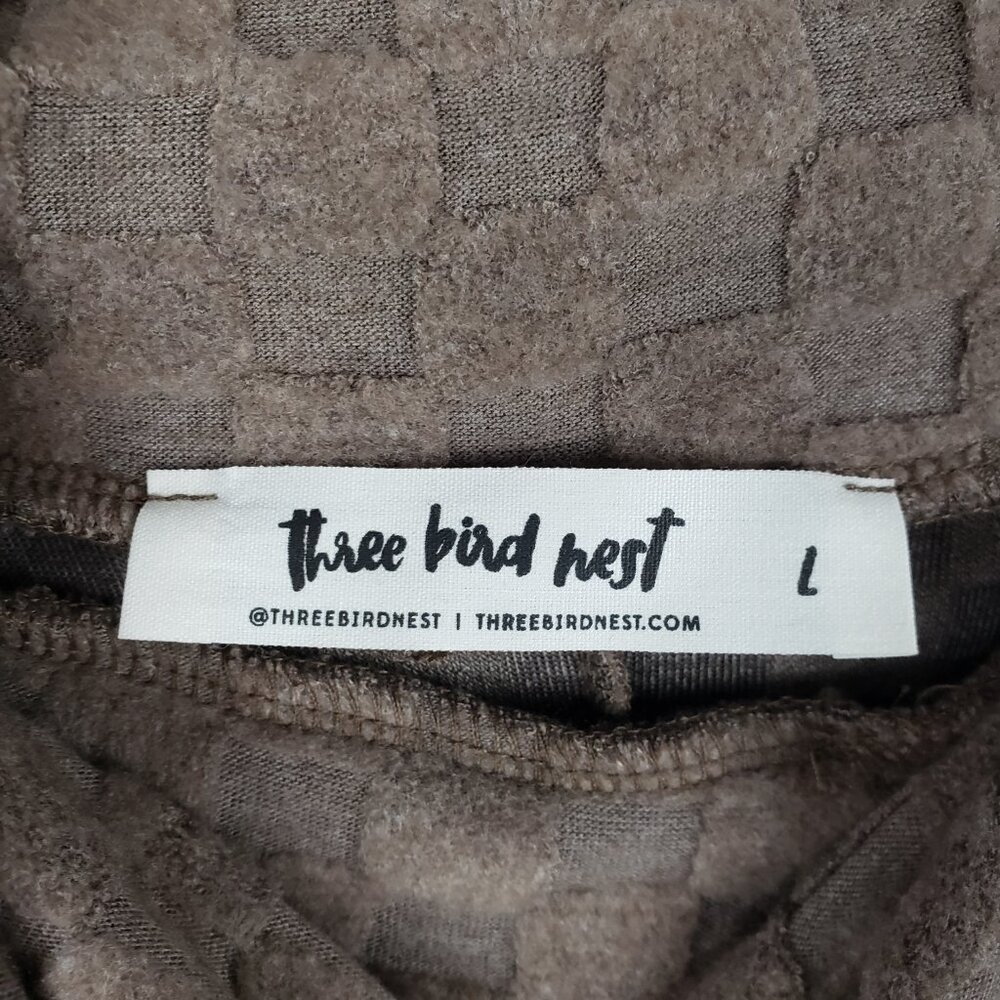 three bird nest
L
@THREEBIRDNEST | THREEBIRDNEST.COM